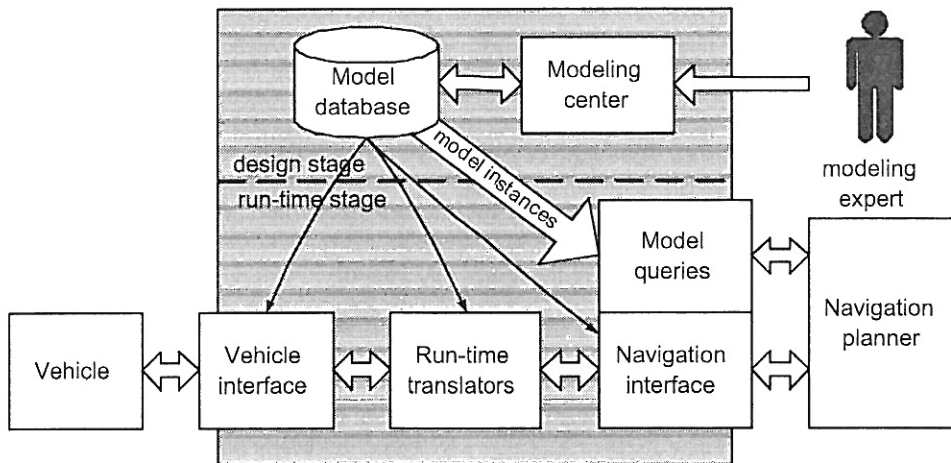 Model
database
Modeling
center
model instances
design stage
run-time stage
modeling
expert
Model
queries
Navigation
planner
Vehicle
Vehicle
interface
Run-time
translators
Navigation
interface